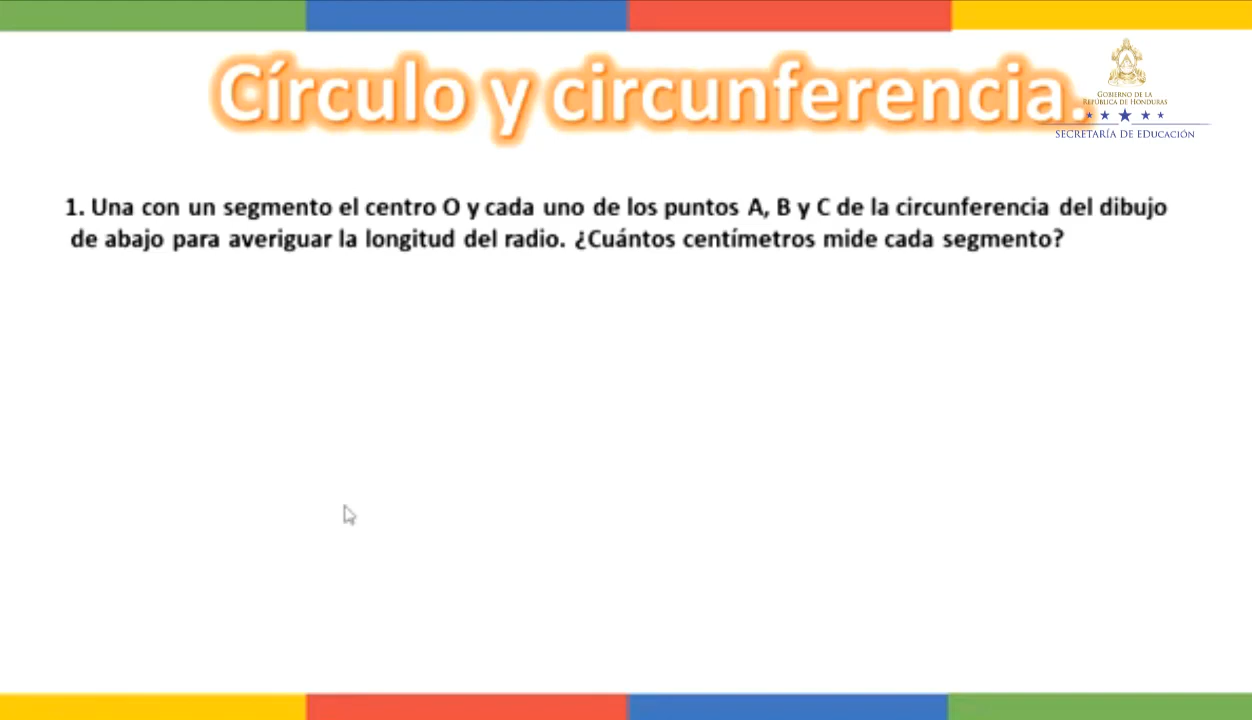 Círculo y circunferencia.
GOBIERNO DE LA
REPÚBLICA DE HONDURAS
SECRETARÍA DE EDUCACIÓN
1. Una con un segmento el centro O y cada uno de los puntos A, B y C de la circunferencia del dibujo
de abajo para averiguar la longitud del radio. ¿Cuántos centímetros mide cada segmento?